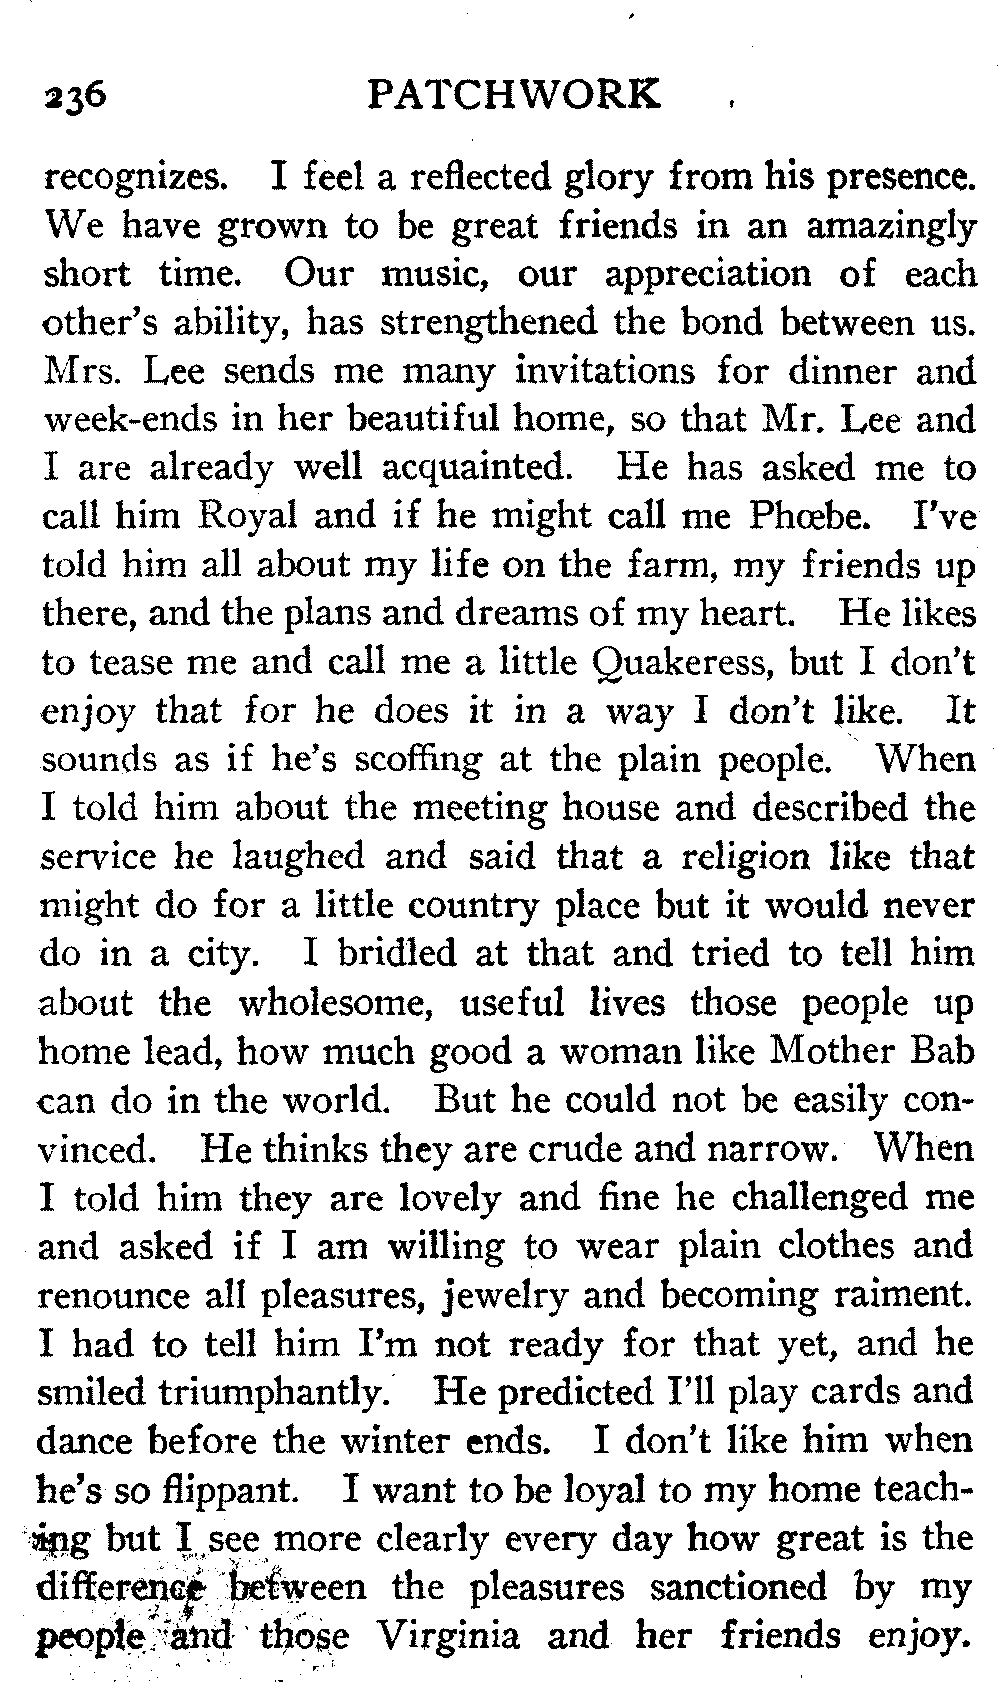 236 PATCHWORK
recognizes. I feel a reflected glory from his presence.
We have grown to be great friends in an amazingly
short time. Our music, our appreciation of each
other's ability, has strengthened the bond between us.
Mrs. Lee sends me many invitations for dinner and
week-ends in her beautiful home, so that Mr. Lee and
I are already well acquainted. He has asked me to
call him Royal and if he might call me Phœbe. I've
told him all about my life on the farm, my friends up
there, and the plans and dreams of my heart. He likes
to tease me and call me a little Quakeress, but I don't
enjoy that for he does it in a way I don't like. It
sounds as if he's scoffing at the plain people. When
I told him about the meeting house and described the
service he laughed and said that a religion like that
might do for a little country place but it would never
do in a city. I bridled at that and tried to tell him
about the wholesome, useful lives those people up
home lead, how much good a woman like Mother Bab
can do in the world. But he could not be easily con-
vinced. He thinks they are crude and narrow. When
I told him they are lovely and fine he challenged me
and asked if I am willing to wear plain clothes and
renounce all pleasures, jewelry and becoming raiment.
I had to tell him I'm not ready for that yet, and he
smiled triumphantly. He predicted I'll play cards and
dance before the winter ends. I don't like him when
he's so flippant. I want to be loyal to my home teach-
ing but I see more clearly every day how great is the
difference between the pleasures sanctioned by my
people and those Virginia and her friends enjoy.